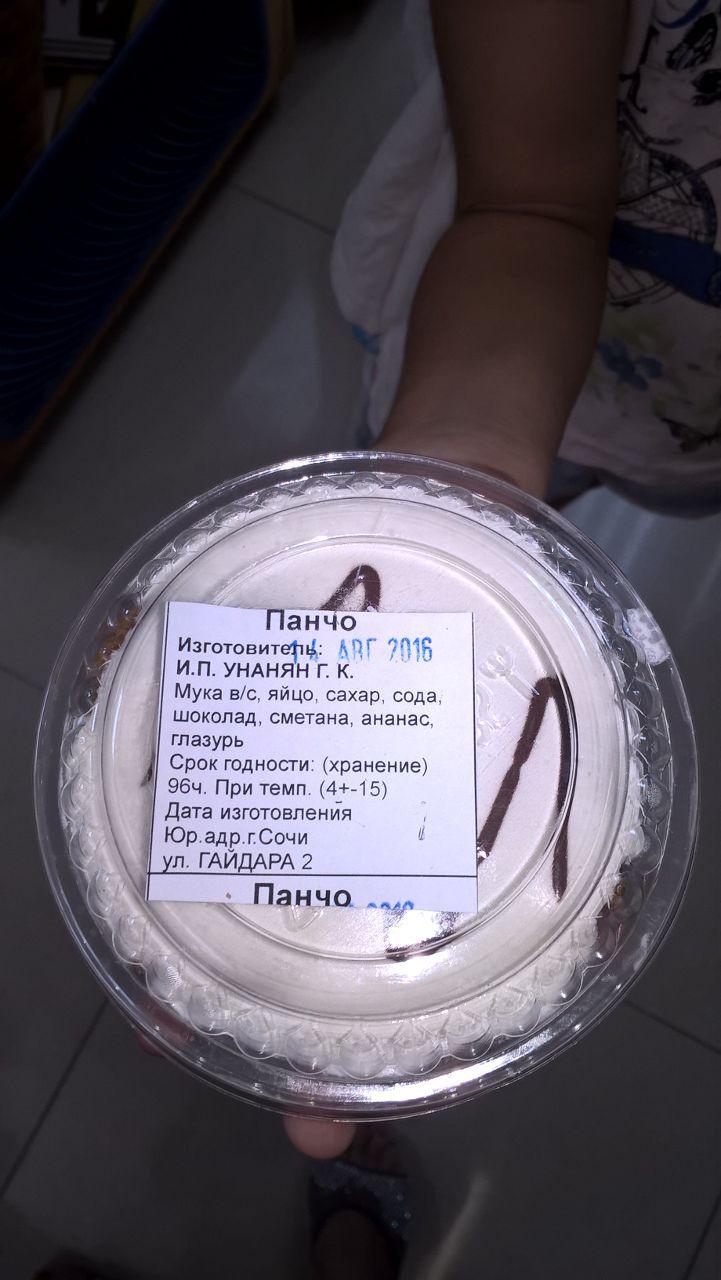 Панчо
Изготовитель: 14 АВГ 2016
И.П. УНАНЯН Г. К.
Мука в/с, яйцо, сахар, сода,
шоколад, сметана, ананас,
глазурь
Срок годности: (хранение)
96ч. При темп. (4+-15)
Дата изготовления
Юр.адр.г.Сочи
ул. ГАЙДАРА 2
Панчо